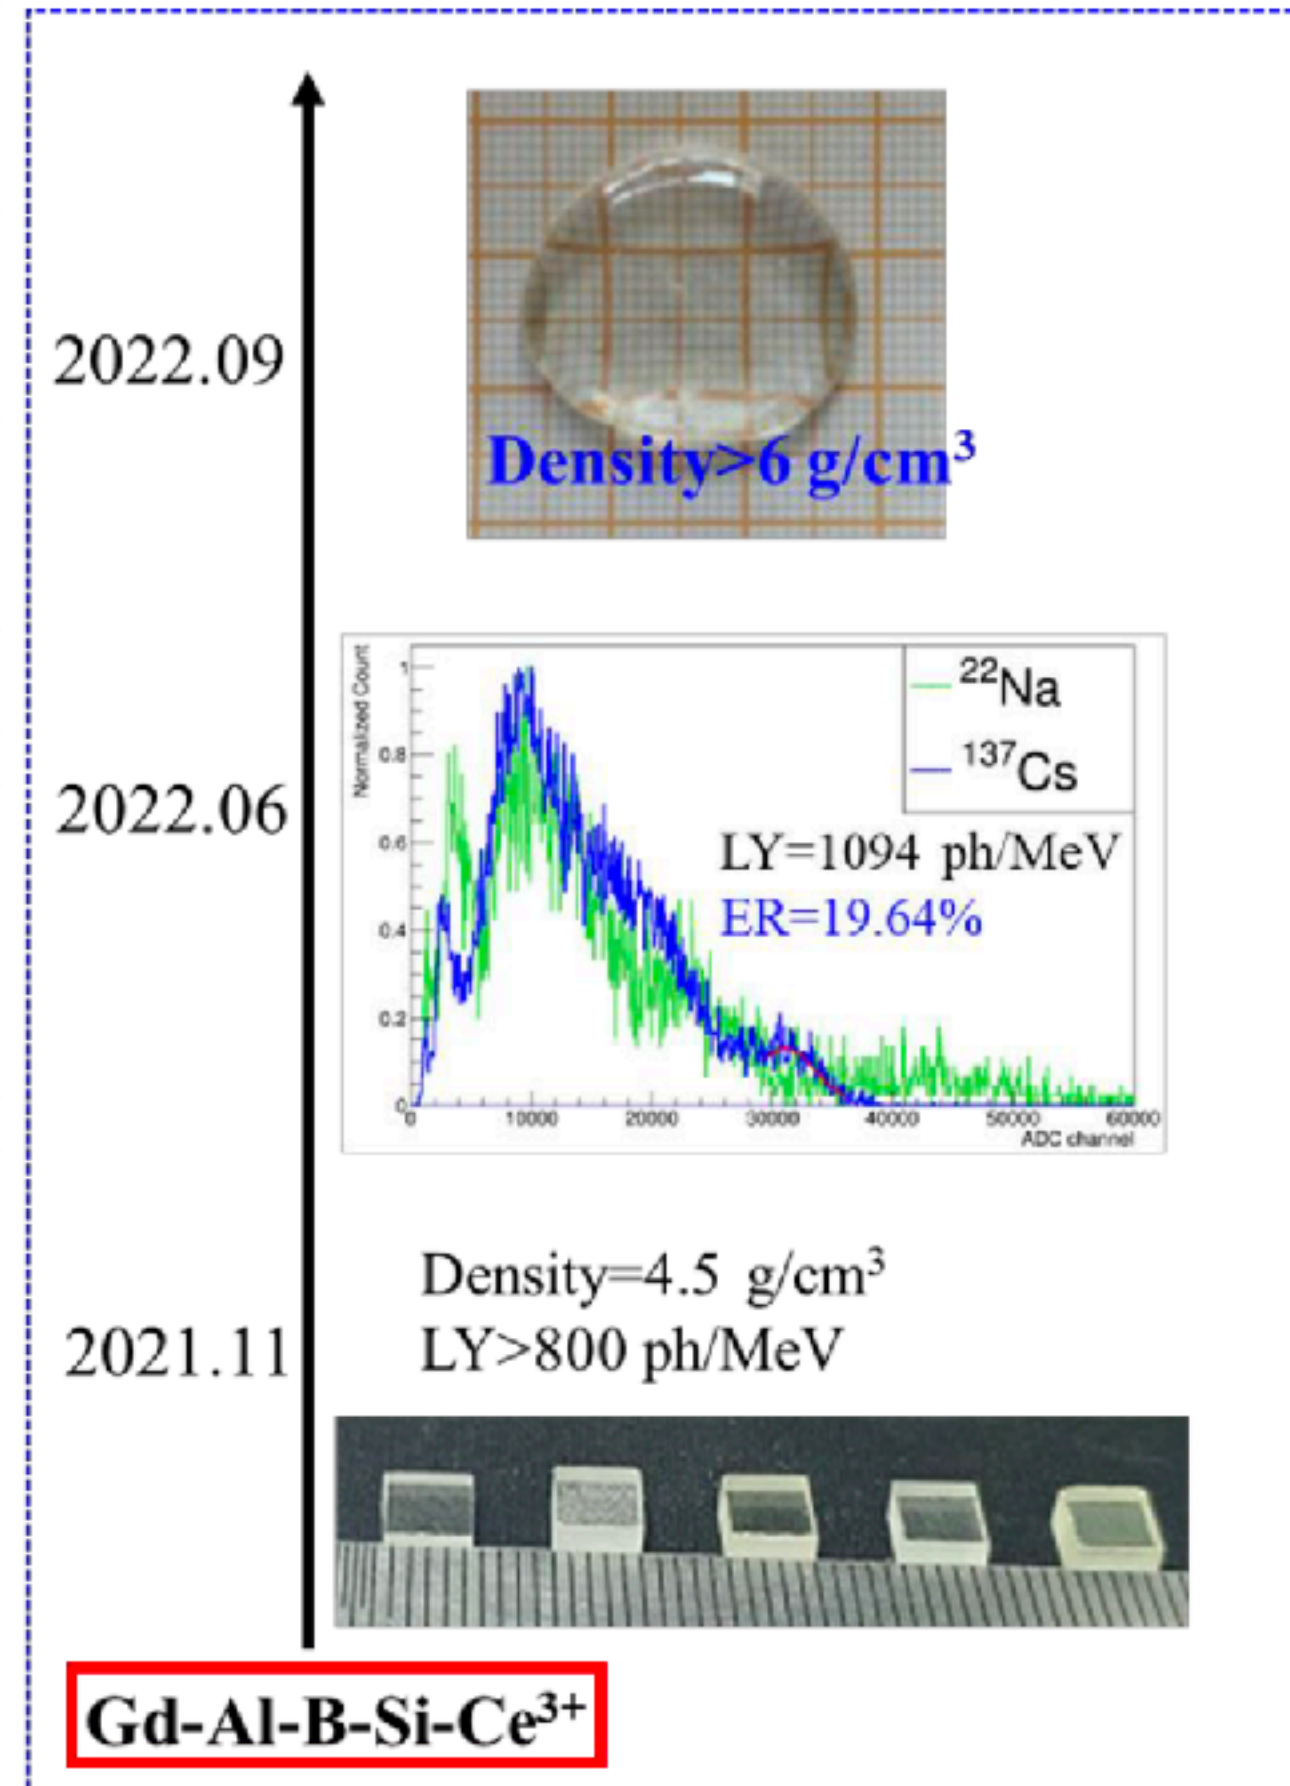 2022.09
Density>6 g/cm³
2022.06
Normalized Count
1
0.8
0.6
0.4
0.2
0
²²Na
¹³⁷Cs
LY=1094 ph/MeV
ER=19.64%
0 10000 20000 30000 40000 50000 60000
ADC channel
2021.11
Density=4.5 g/cm³
LY>800 ph/MeV
Gd-Al-B-Si-Ce³⁺